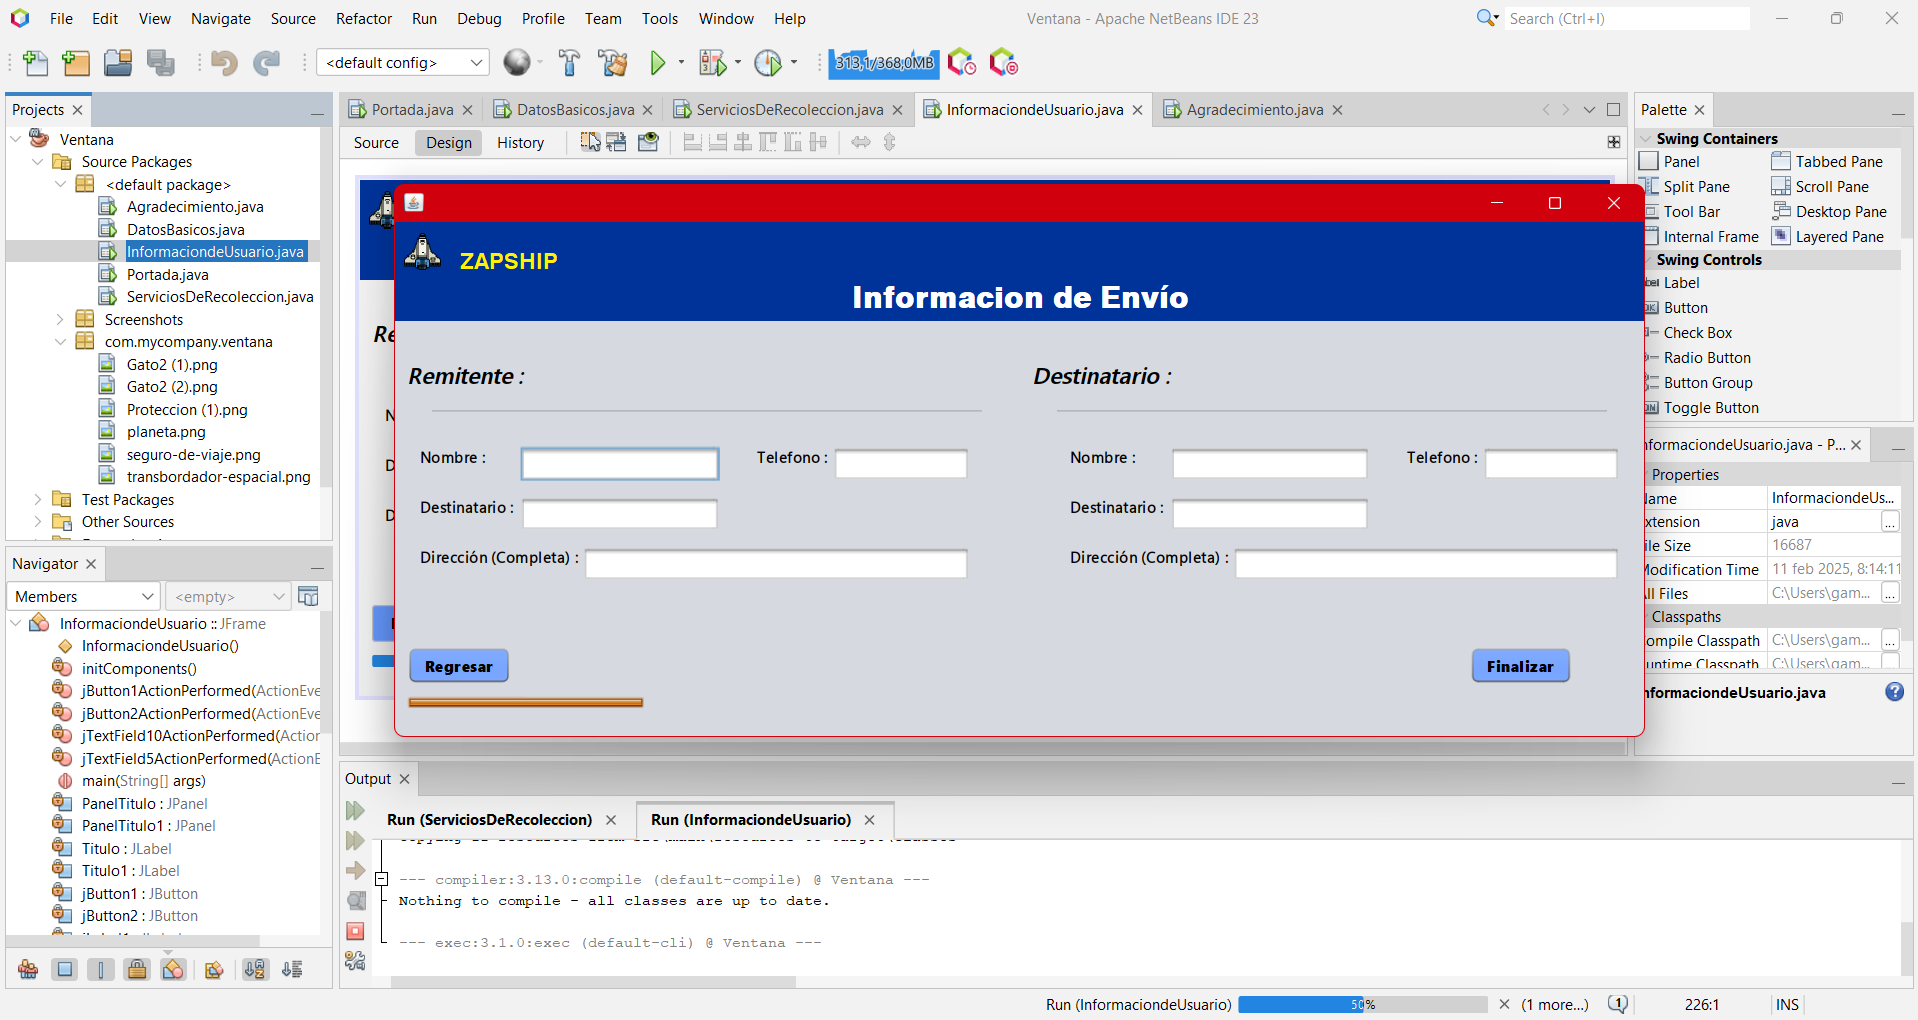 File Edit View Navigate Source Refactor Run Debug Profile Team Tools Window Help
Ventana - Apache NetBeans IDE 23
Search (Ctrl+I)
<default config>
313,1/368,0MB
Projects
Ventana
Source Packages
<default package>
Agradecimiento.java
DatosBasicos.java
InformaciondeUsuario.java
Portada.java
ServiciosDeRecoleccion.java
Screenshots
com.mycompany.ventana
Gato2 (1).png
Gato2 (2).png
Proteccion (1).png
planeta.png
seguro-de-viaje.png
transbordador-espacial.png
Test Packages
Other Sources
Navigator
Members
<empty>
InformaciondeUsuario :: JFrame
InformaciondeUsuario()
initComponents()
jButton1ActionPerformed(ActionEve
jButton2ActionPerformed(ActionEve
jTextField10ActionPerformed(Action
jTextField5ActionPerformed(ActionE
main(String[] args)
PanelTitulo : JPanel
PanelTitulo1 : JPanel
Titulo : JLabel
Titulo1 : JLabel
jButton1 : JButton
jButton2 : JButton
Portada.java DatosBasicos.java ServiciosDeRecoleccion.java InformaciondeUsuario.java Agradecimiento.java
Source Design History
Re
N
D
D
ZAPSHIP
Informacion de Envío
Remitente :
Nombre :
Telefono :
Destinatario :
Dirección (Completa) :
Regresar
Destinatario :
Nombre :
Telefono :
Destinatario :
Dirección (Completa) :
Finalizar
Palette
Swing Containers
Panel Tabbed Pane
Split Pane Scroll Pane
Tool Bar Desktop Pane
Internal Frame Layered Pane
Swing Controls
Label
Button
Check Box
Radio Button
Button Group
Toggle Button
nformaciondeUsuario.java - P...
Properties
Name InformaciondeUs...
xtension java
ile Size 16687
Modification Time 11 feb 2025, 8:14:11
ll Files C:\Users\gam...
Classpaths
ompile Classpath C:\Users\gam...
untime Classpath C:\Users\gam...
nformaciondeUsuario.java
Output
Run (ServiciosDeRecoleccion) Run (InformaciondeUsuario)
--- compiler:3.13.0:compile (default-compile) @ Ventana ---
Nothing to compile - all classes are up to date.
--- exec:3.1.0:exec (default-cli) @ Ventana ---
Run (InformaciondeUsuario) 50% (1 more...) 1 226:1 INS